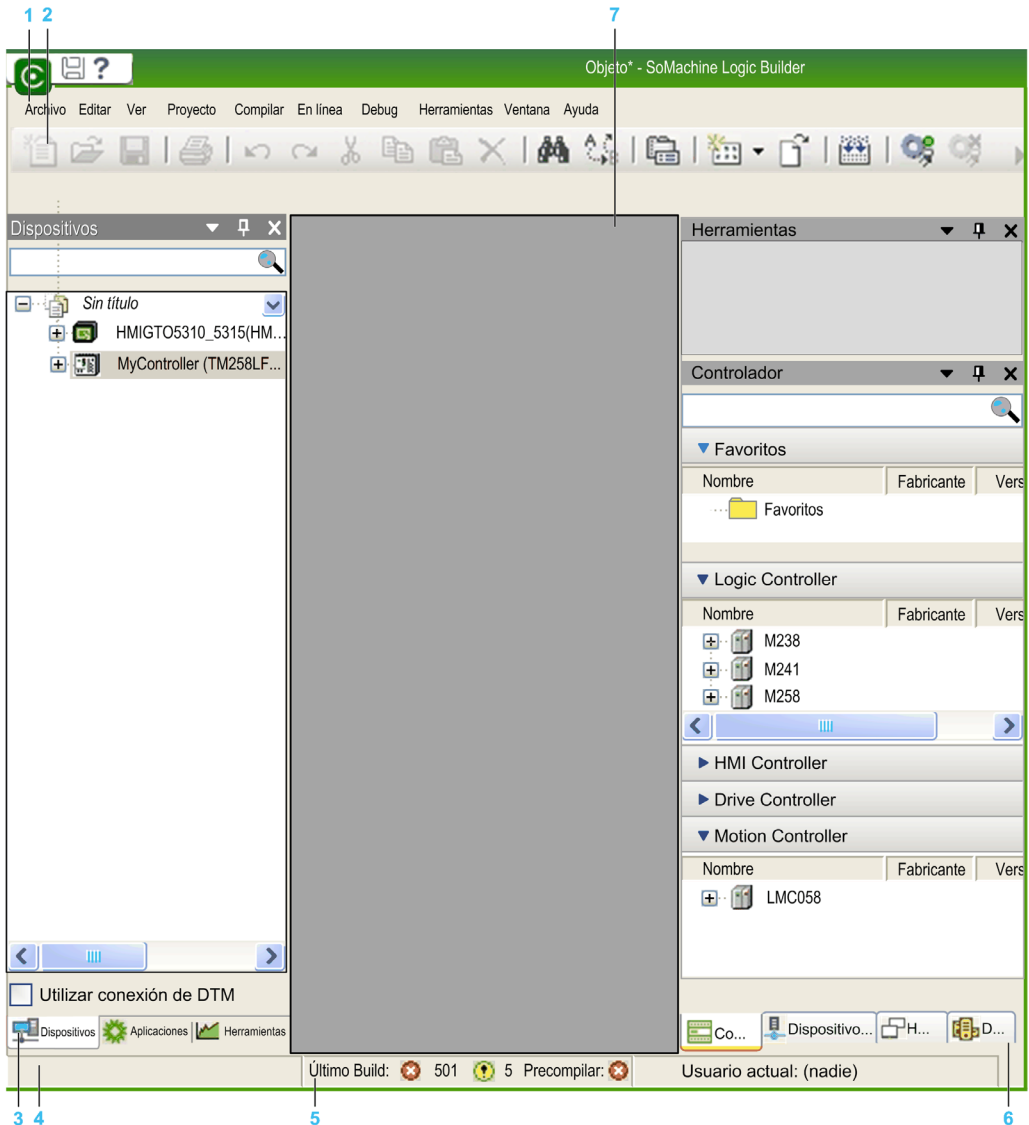 1 2 7
?
Objeto* - SoMachine Logic Builder
Archivo Editar Ver Proyecto Compilar En línea Debug Herramientas Ventana Ayuda
Dispositivos
Sin título
HMIGTO5310_5315(HM...
MyController (TM258LF...
Utilizar conexión de DTM
Dispositivos Aplicaciones Herramientas
Herramientas
Controlador
Favoritos
Nombre Fabricante Vers
Favoritos
Logic Controller
Nombre Fabricante Vers
M238
M241
M258
HMI Controller
Drive Controller
Motion Controller
Nombre Fabricante Vers
LMC058
Co... Dispositivo... H... D...
Último Build: 501 5 Precompilar: Usuario actual: (nadie)
3 4 5 6